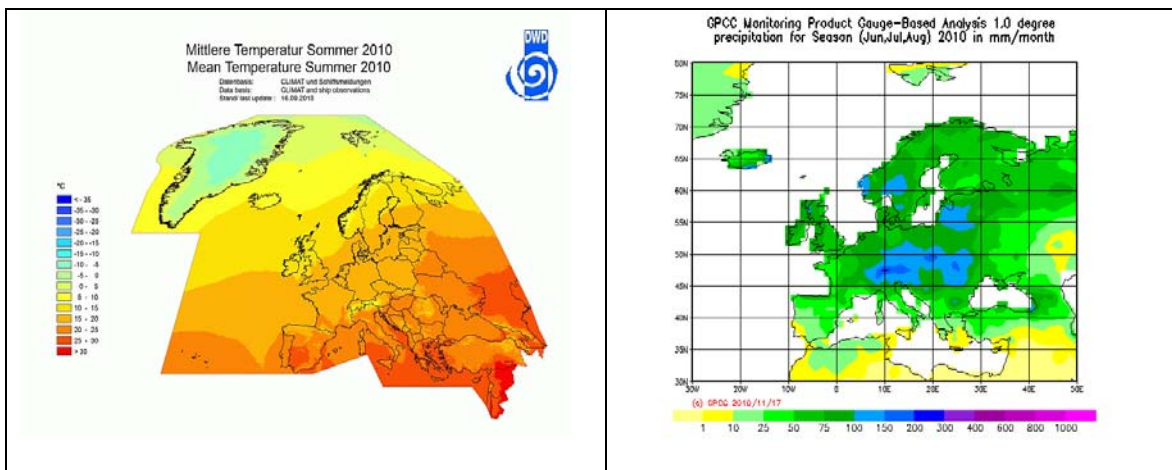 Mittlere Temperatur Sommer 2010
Mean Temperature Summer 2010
Datenbasis: CLIMAT und Schiffsmeldungen
Data basis: CLIMAT and ship observations
Stand/ last update : 16.09.2010
DWD
°C
< - 35
-35 - -30
-30 - -25
-25 - -20
-20 - -15
-15 - -10
-10 - -5
-5 - 0
0 - 5
5 - 10
10 - 15
15 - 20
20 - 25
25 - 30
> 30
GPCC Monitoring Product Gauge-Based Analysis 1.0 degree
precipitation for Season (Jun,Jul,Aug) 2010 in mm/month
80N
70N
65N
60N
55N
50N
45N
40N
35N
30N
30W 20W 10W 0 10E 20E 30E 40E 50E
(c) GPCC 2010/11/17
1 10 25 50 75 100 150 200 300 400 600 800 1000